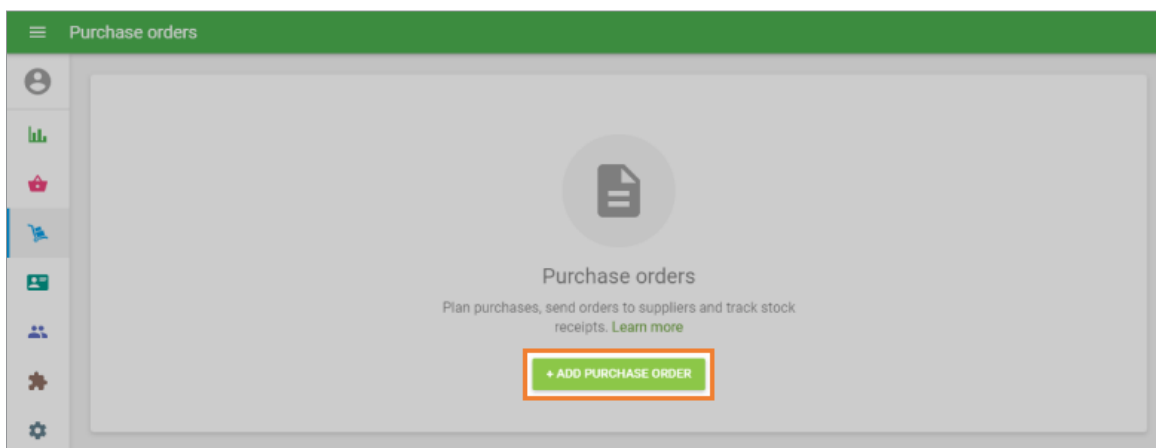 Purchase orders
Purchase orders
Plan purchases, send orders to suppliers and track stock
receipts. Learn more
+ ADD PURCHASE ORDER